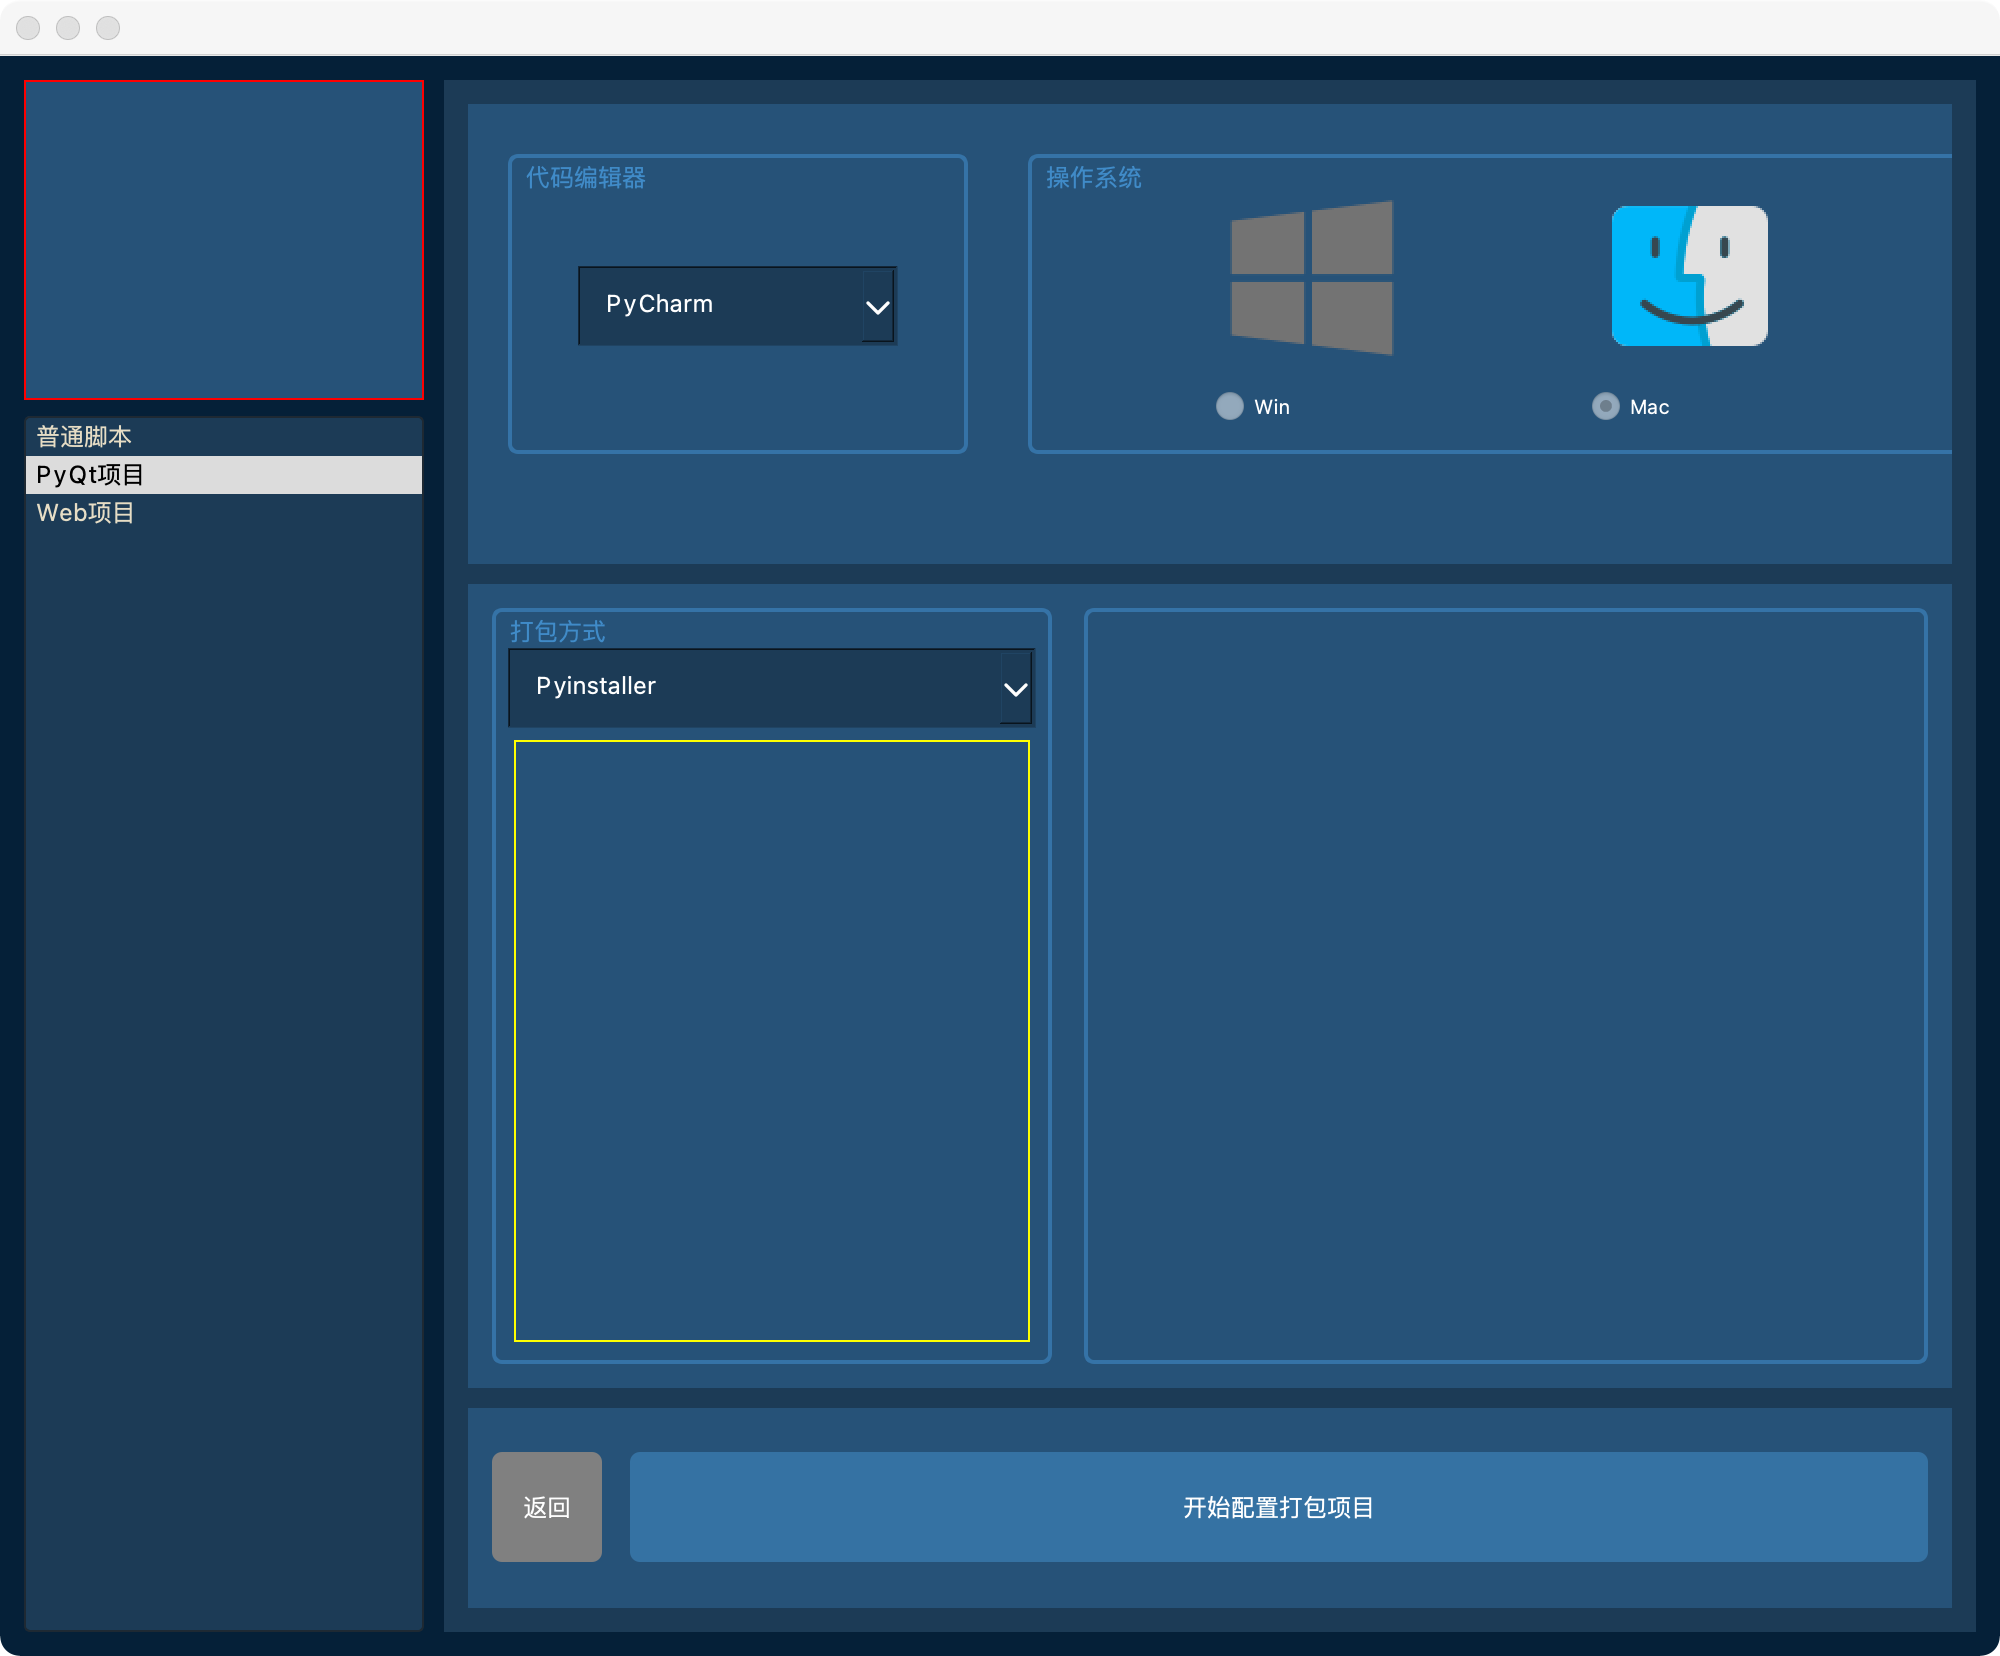 普通脚本
PyQt项目
Web项目
代码编辑器
PyCharm
操作系统
Win
Mac
打包方式
Pyinstaller
返回
开始配置打包项目